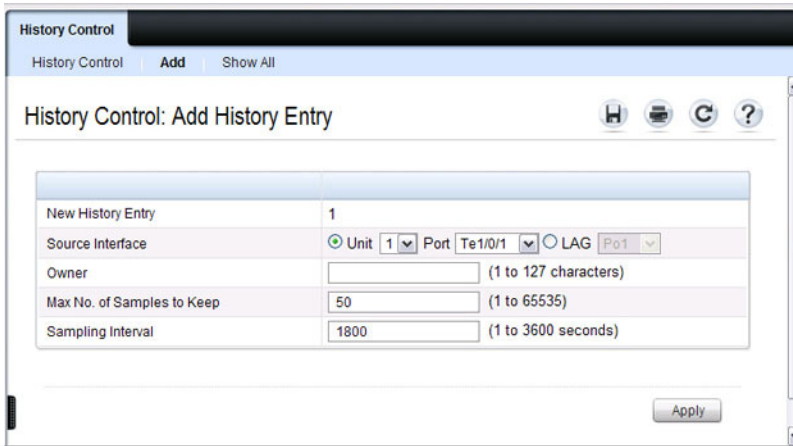 History Control
History Control Add Show All
History Control: Add History Entry
New History Entry 1
Source Interface Unit 1 Port Te1/0/1 LAG Po1
Owner (1 to 127 characters)
Max No. of Samples to Keep 50 (1 to 65535)
Sampling Interval 1800 (1 to 3600 seconds)
Apply